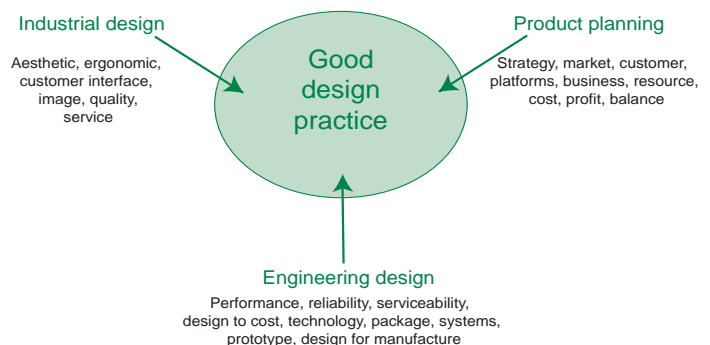 Industrial design
Aesthetic, ergonomic,
customer interface,
image, quality,
service
Good
design
practice
Product planning
Strategy, market, customer,
platforms, business, resource,
cost, profit, balance
Engineering design
Performance, reliability, serviceability,
design to cost, technology, package, systems,
prototype, design for manufacture